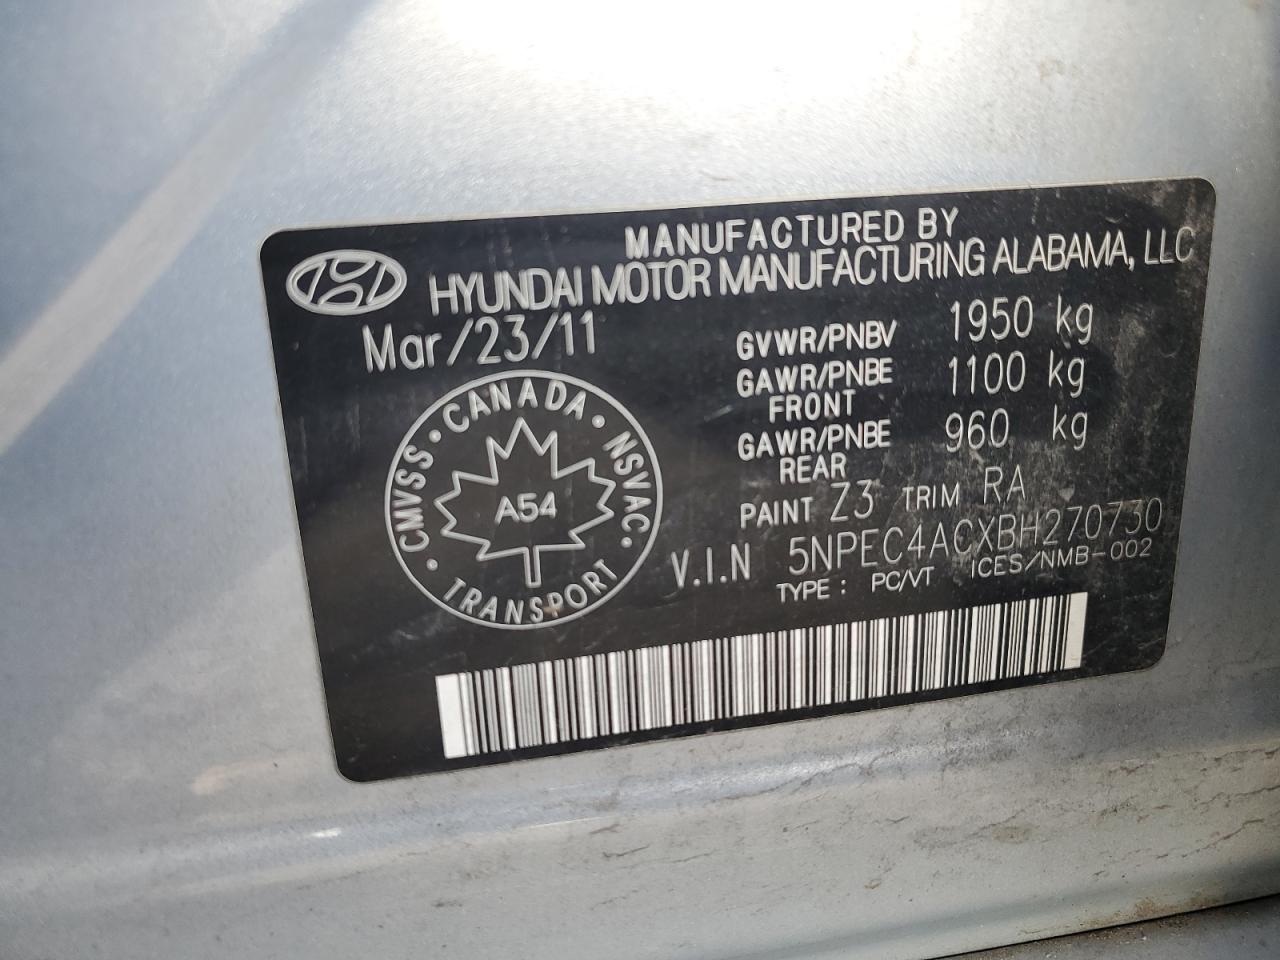 MANUFACTURED BY
HYUNDAI MOTOR MANUFACTURING ALABAMA, LLC
Mar/23/11
GVWR/PNBV 1950 kg
GAWR/PNBE 1100 kg
FRONT
GAWR/PNBE 960 kg
REAR
PAINT Z3 TRIM RA
V.I.N 5NPEC4ACXBH270730
TYPE : PC/VT ICES/NMB-002
CMVSS · CANADA · NSVAC · TRANSPORT ·
A54